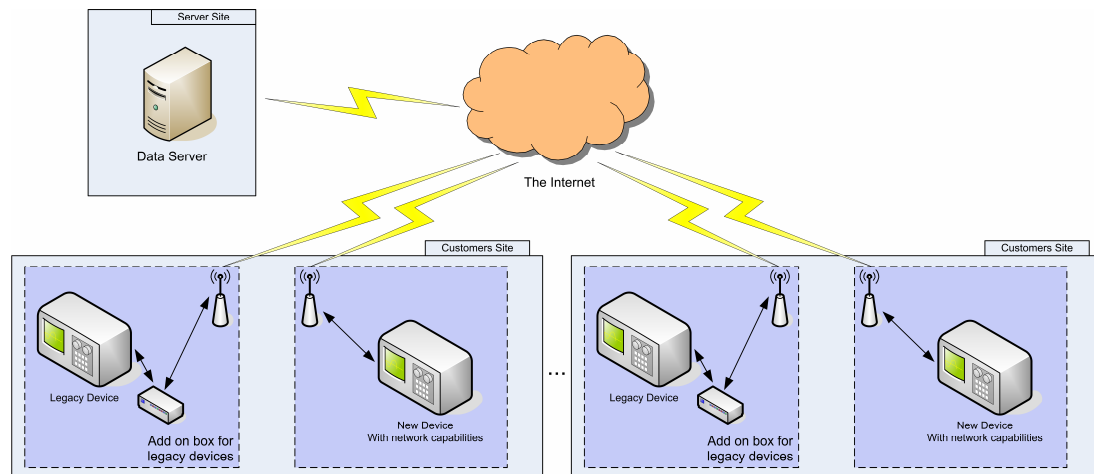 Server Site
Data Server
The Internet
Customers Site
Customers Site
Legacy Device
Add on box for
legacy devices
New Device
With network capabilities
...
Legacy Device
Add on box for
legacy devices
New Device
With network capabilities